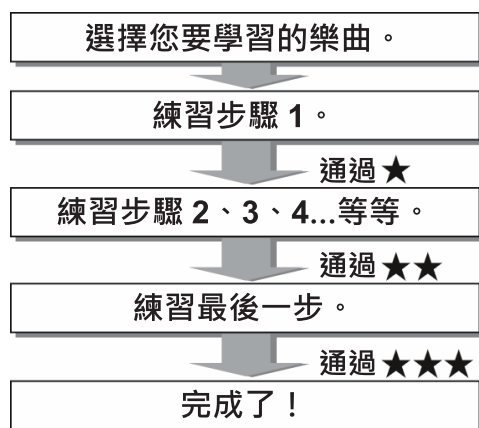 選擇您要學習的樂曲。
練習步驟 1。
通過★
練習步驟 2、3、4...等等。
通過★★
練習最後一步。
通過★★★
完成了！